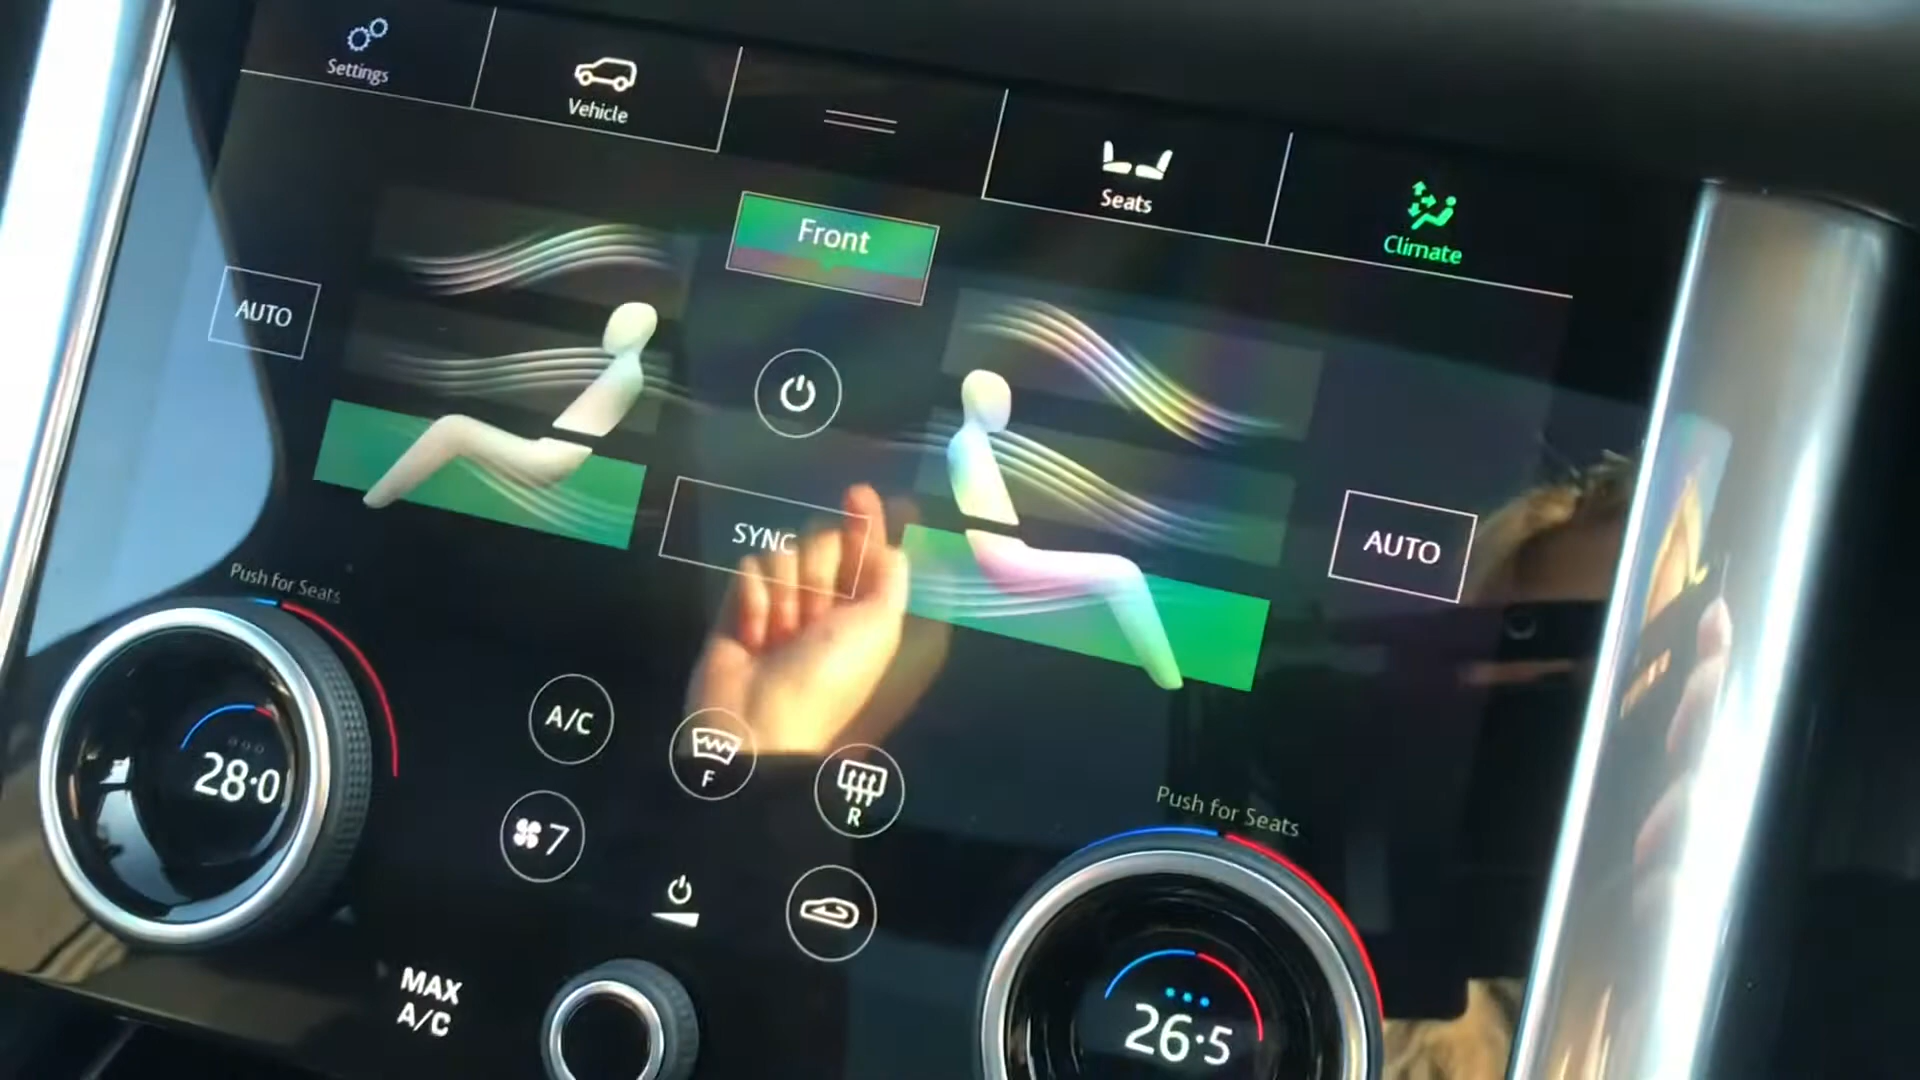 Settings
Vehicle
Seats
Climate
Front
AUTO
SYNC
AUTO
Push for Seats
28.0
A/C
F
R
7
Push for Seats
MAX
A/C
26.5